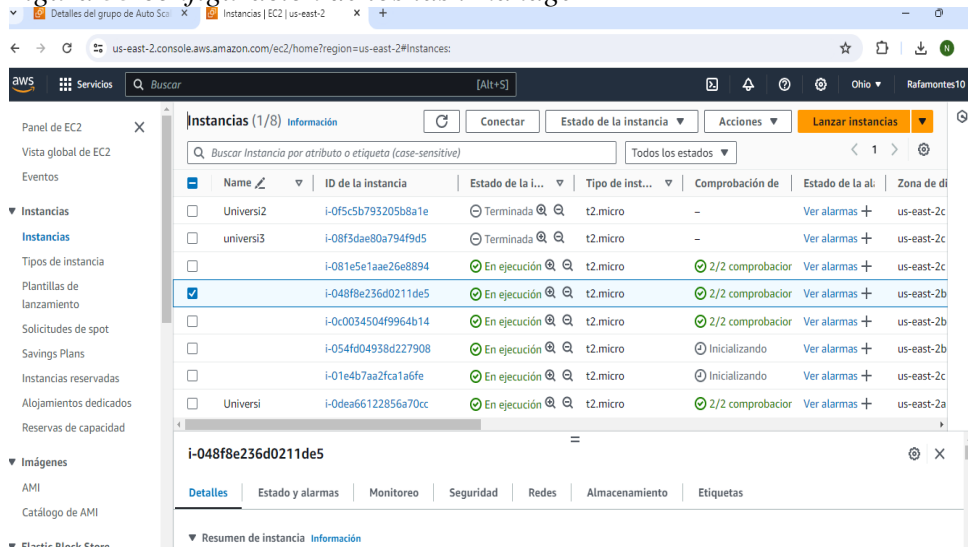 Detalles del grupo de Auto Scal
Instancias | EC2 | us-east-2
us-east-2.console.aws.amazon.com/ec2/home?region=us-east-2#Instances:
N
aws Servicios Buscar [Alt+S] Ohio Rafamontes10
Panel de EC2
Vista global de EC2
Eventos
Instancias
Instancias
Tipos de instancia
Plantillas de
lanzamiento
Solicitudes de spot
Savings Plans
Instancias reservadas
Alojamientos dedicados
Reservas de capacidad
Imágenes
AMI
Catálogo de AMI
Elastic Block Store
Instancias (1/8) Información Conectar Estado de la instancia Acciones Lanzar instancias
Buscar Instancia por atributo o etiqueta (case-sensitive) Todos los estados 1
Name ID de la instancia Estado de la i... Tipo de inst... Comprobación de Estado de la al Zona de di
Universi2 i-0f5c5b793205b8a1e Terminada t2.micro – Ver alarmas + us-east-2c
universi3 i-08f3dae80a794f9d5 Terminada t2.micro – Ver alarmas + us-east-2c
i-081e5e1aae26e8894 En ejecución t2.micro 2/2 comprobacior Ver alarmas + us-east-2c
i-048f8e236d0211de5 En ejecución t2.micro 2/2 comprobacior Ver alarmas + us-east-2b
i-0c0034504f9964b14 En ejecución t2.micro 2/2 comprobacior Ver alarmas + us-east-2b
i-054fd04938d227908 En ejecución t2.micro Inicializando Ver alarmas + us-east-2b
i-01e4b7aa2fca1a6fe En ejecución t2.micro Inicializando Ver alarmas + us-east-2c
Universi i-0dea66122856a70cc En ejecución t2.micro 2/2 comprobacior Ver alarmas + us-east-2a
i-048f8e236d0211de5
Detalles Estado y alarmas Monitoreo Seguridad Redes Almacenamiento Etiquetas
Resumen de instancia Información